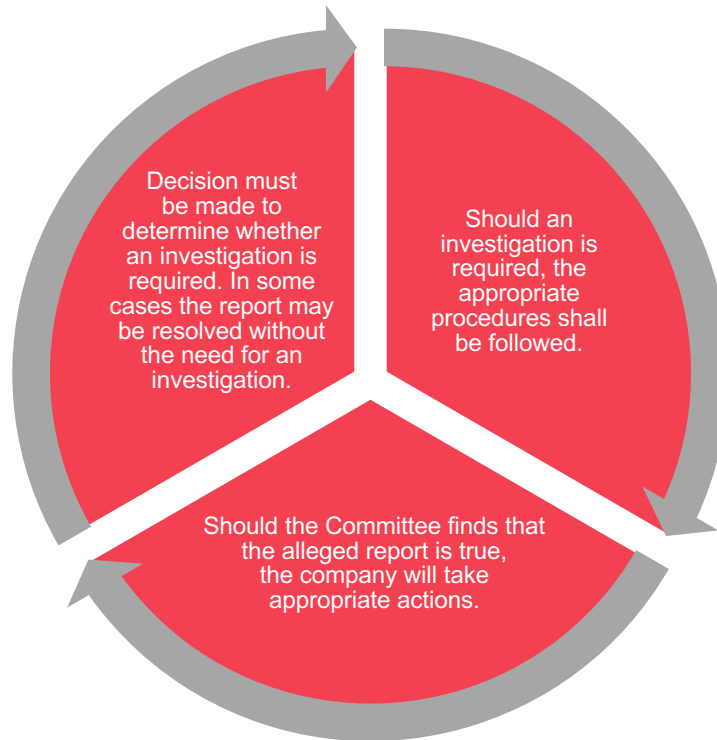 Decision must
be made to
determine whether
an investigation is
required. In some
cases the report may
be resolved without
the need for an
investigation.
Should an
investigation is
required, the
appropriate
procedures shall
be followed.
Should the Committee finds that
the alleged report is true,
the company will take
appropriate actions.